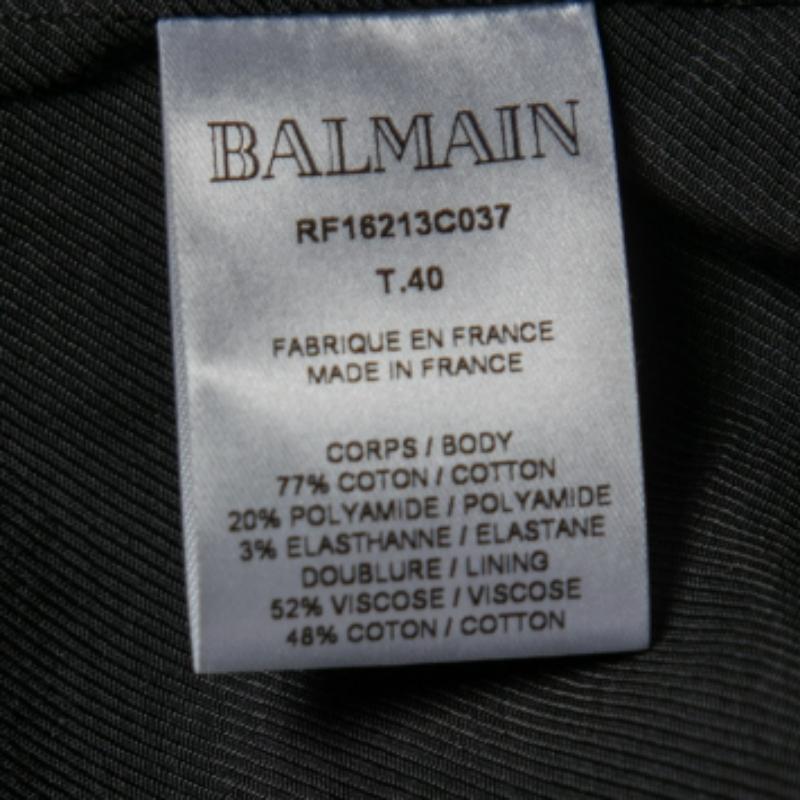 BALMAIN
RF16213C037
T.40
FABRIQUE EN FRANCE
MADE IN FRANCE
CORPS / BODY
77% COTON / COTTON
20% POLYAMIDE / POLYAMIDE
3% ELASTHANNE / ELASTANE
DOUBLURE / LINING
52% VISCOSE / VISCOSE
48% COTON / COTTON